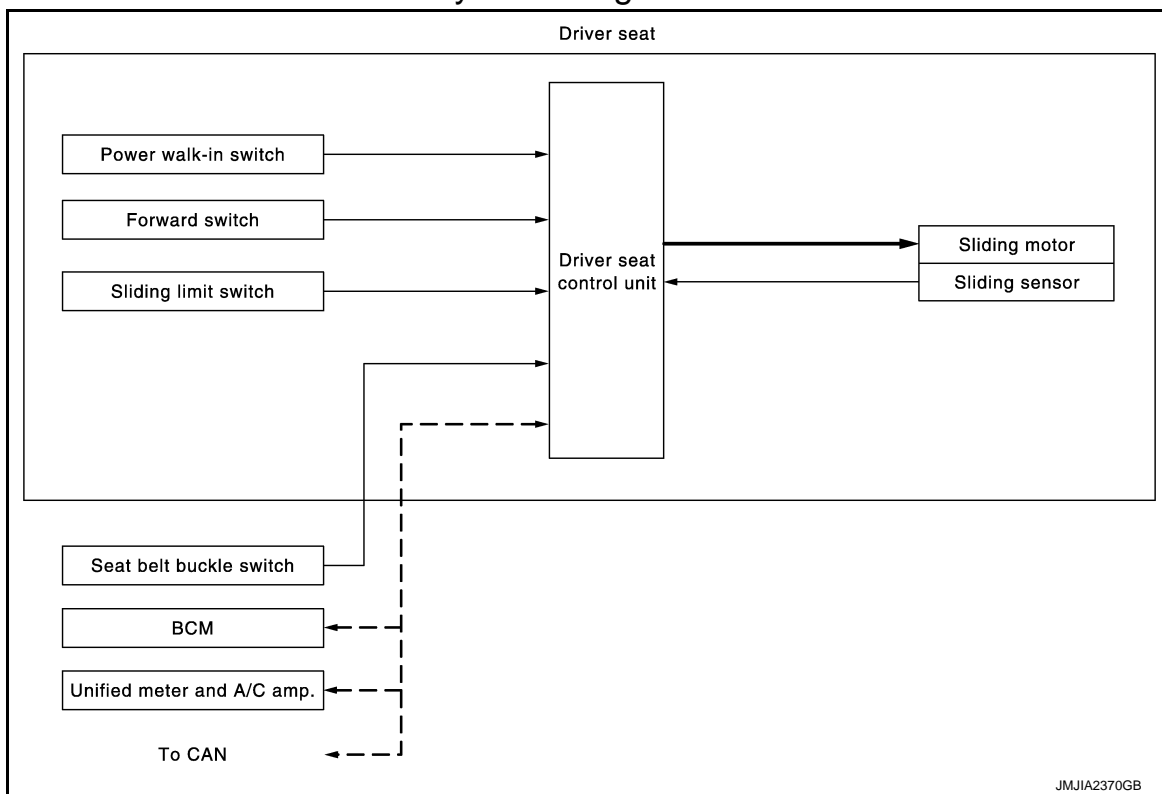 Driver seat
Power walk-in switch
Forward switch
Sliding limit switch
Driver seat
control unit
Sliding motor
Sliding sensor
Seat belt buckle switch
BCM
Unified meter and A/C amp.
To CAN
JMJIA2370GB